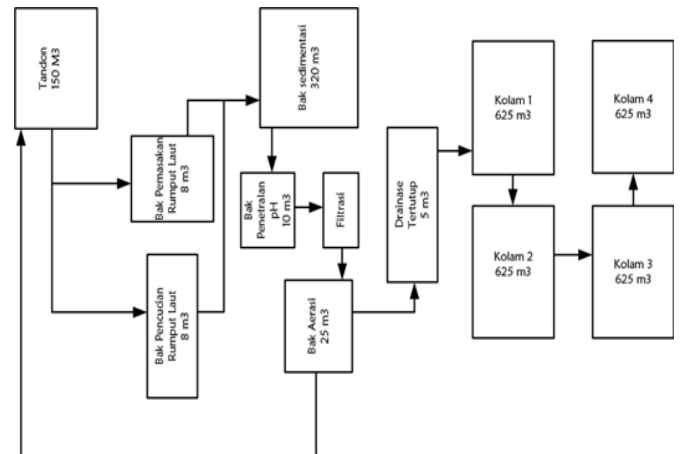 Tandon
150 M3
Bak Pemasakan
Rumput Laut
8 m3
Bak Pencucian
Rumput Laut
8 m3
Bak sedimentasi
320 m3
Bak
Penetralan
pH
10 m3
Filtrasi
Bak Aerasi
25 m3
Drainase
Tertutup
5 m3
Kolam 1
625 m3
Kolam 2
625 m3
Kolam 3
625 m3
Kolam 4
625 m3